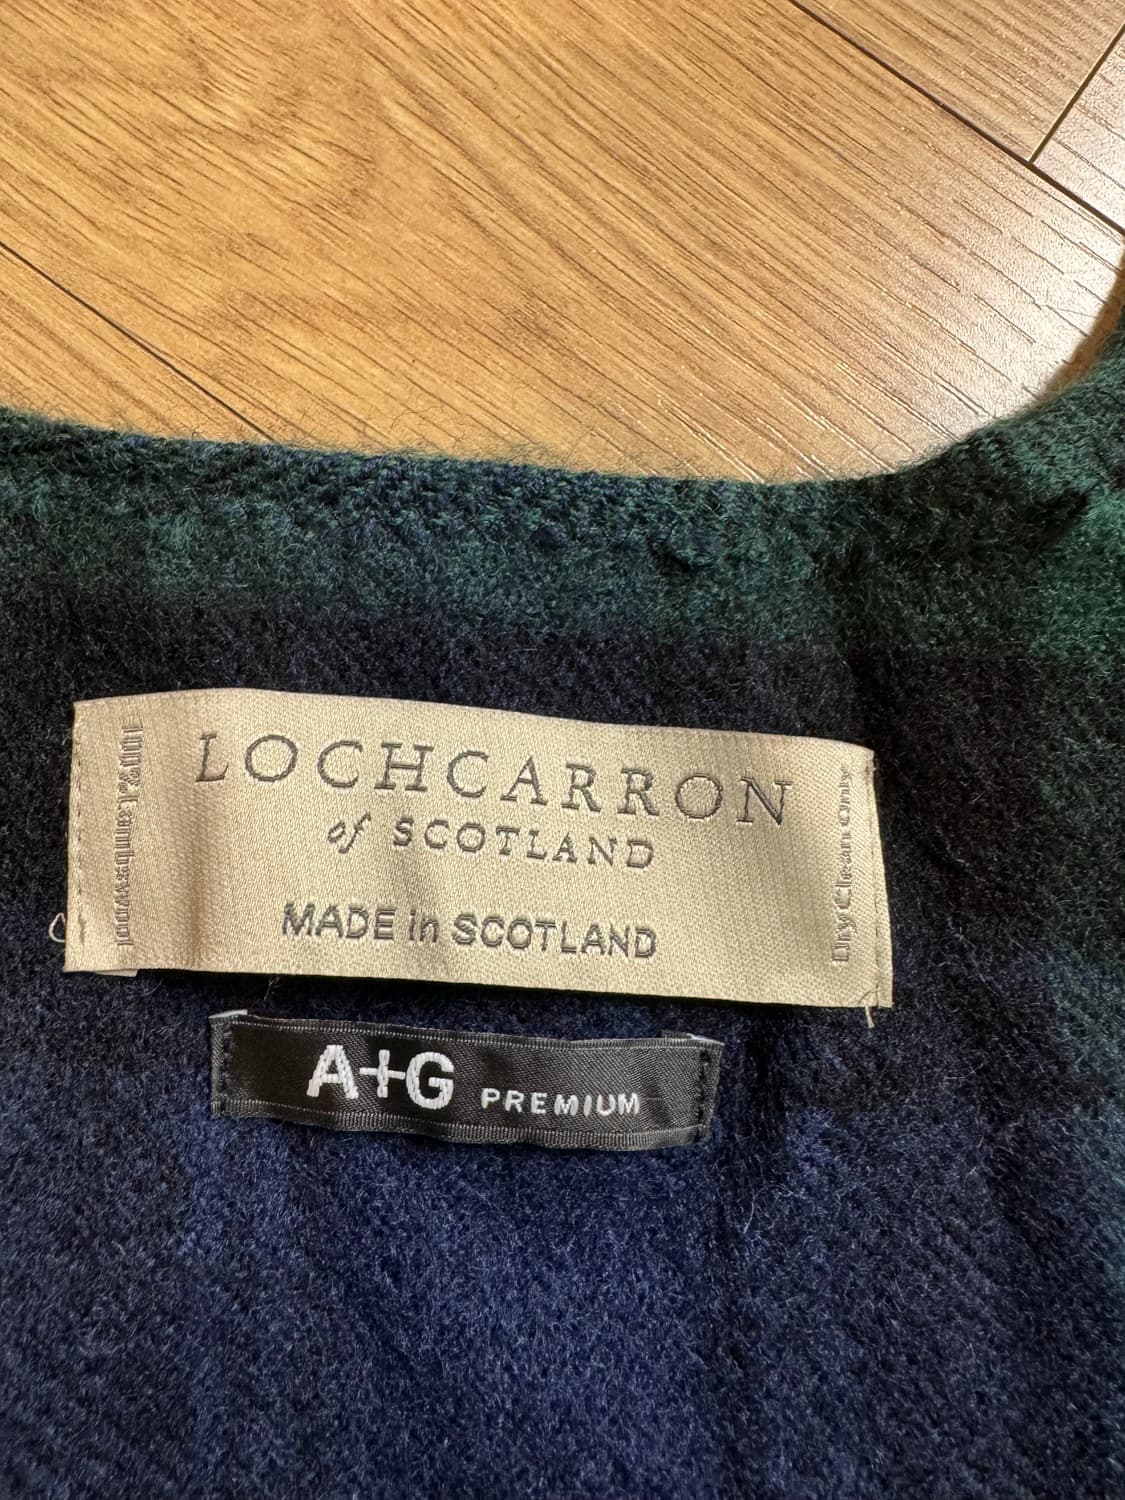 LOCHCARRON
of SCOTLAND
MADE in SCOTLAND
100% Lambswool
Dry Clean Only
A+G PREMIUM